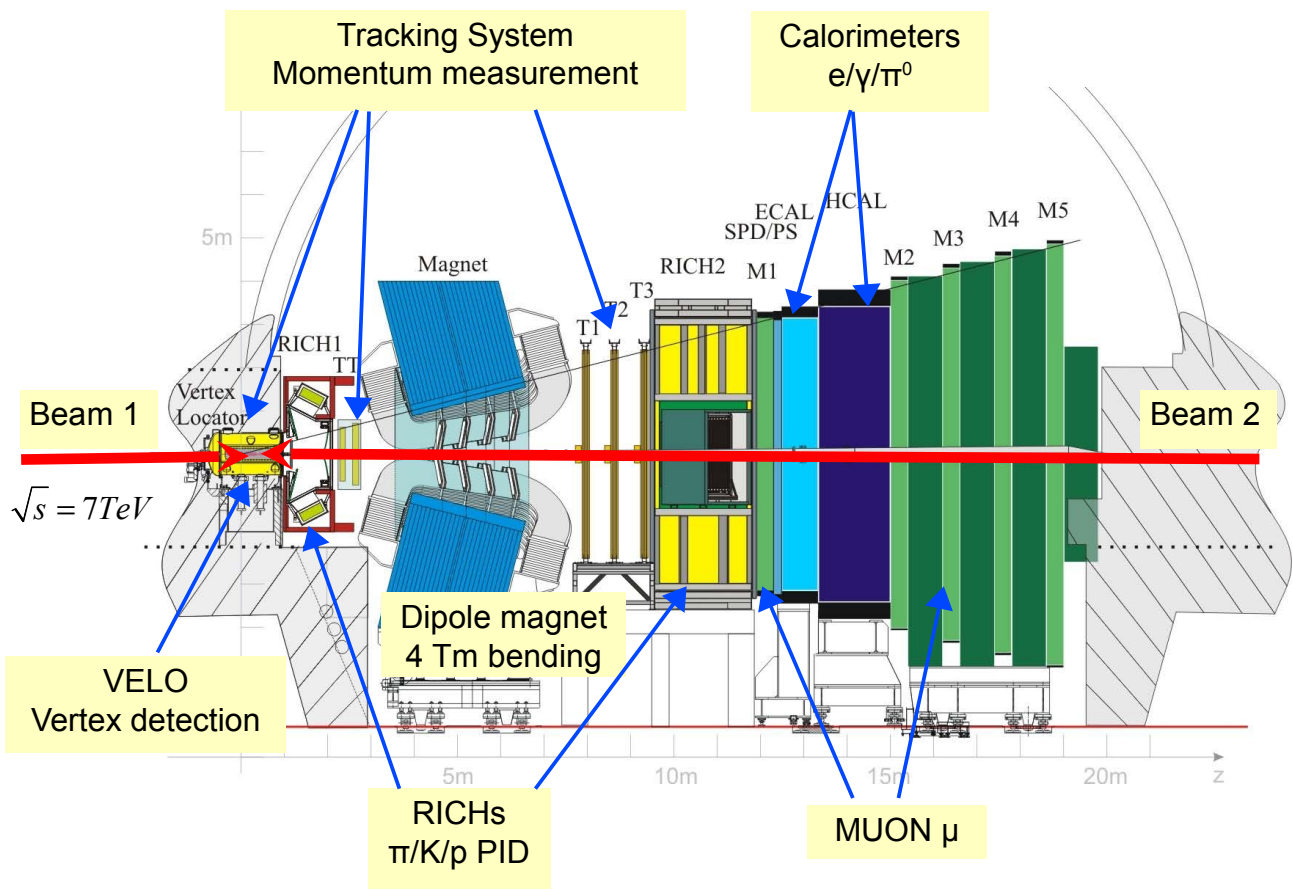 Tracking System
Momentum measurement
Calorimeters
e/γ/π⁰
5m
Magnet
RICH1
TT
Vertex
Locator
T1
T2
T3
RICH2
M1
SPD/PS
ECAL
HCAL
M2
M3
M4
M5
Beam 1
Beam 2
√s = 7TeV
Dipole magnet
4 Tm bending
VELO
Vertex detection
5m
10m
15m
20m
z
RICHs
π/K/p PID
MUON μ